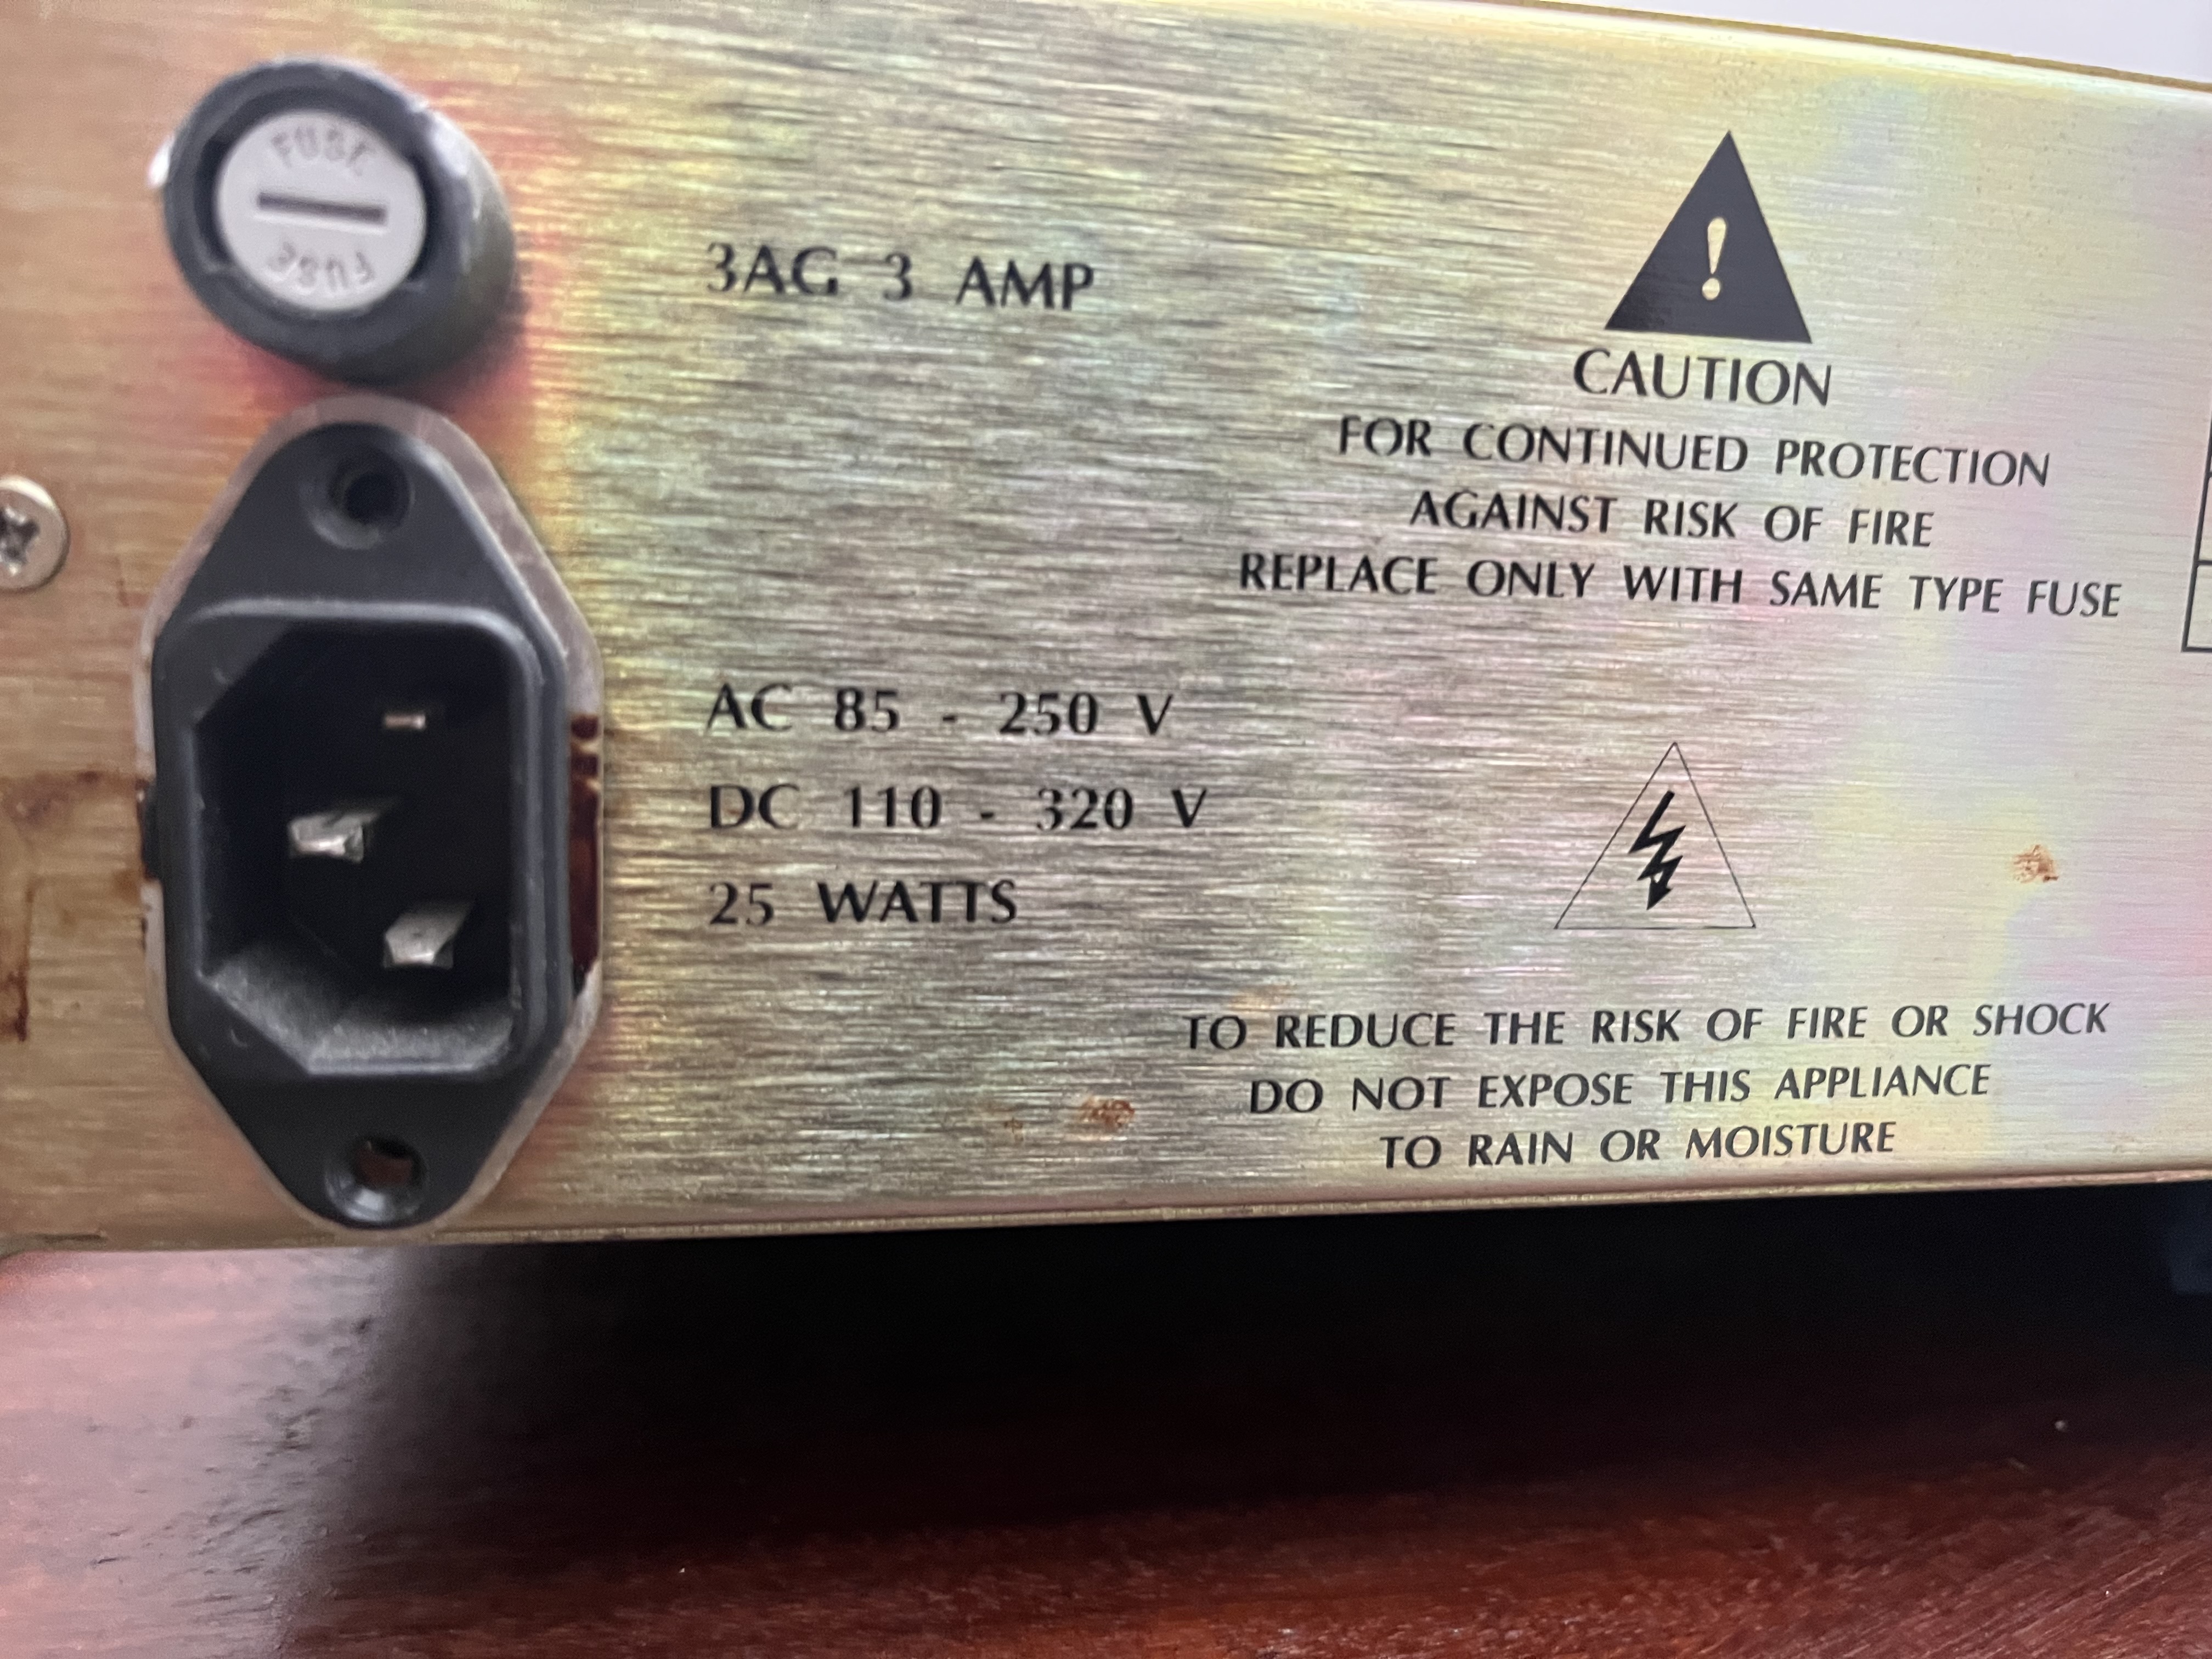 FUSE
FUSE
3AG 3 AMP
!
CAUTION
FOR CONTINUED PROTECTION
AGAINST RISK OF FIRE
REPLACE ONLY WITH SAME TYPE FUSE
AC 85 - 250 V
DC 110 - 320 V
25 WATTS
TO REDUCE THE RISK OF FIRE OR SHOCK
DO NOT EXPOSE THIS APPLIANCE
TO RAIN OR MOISTURE